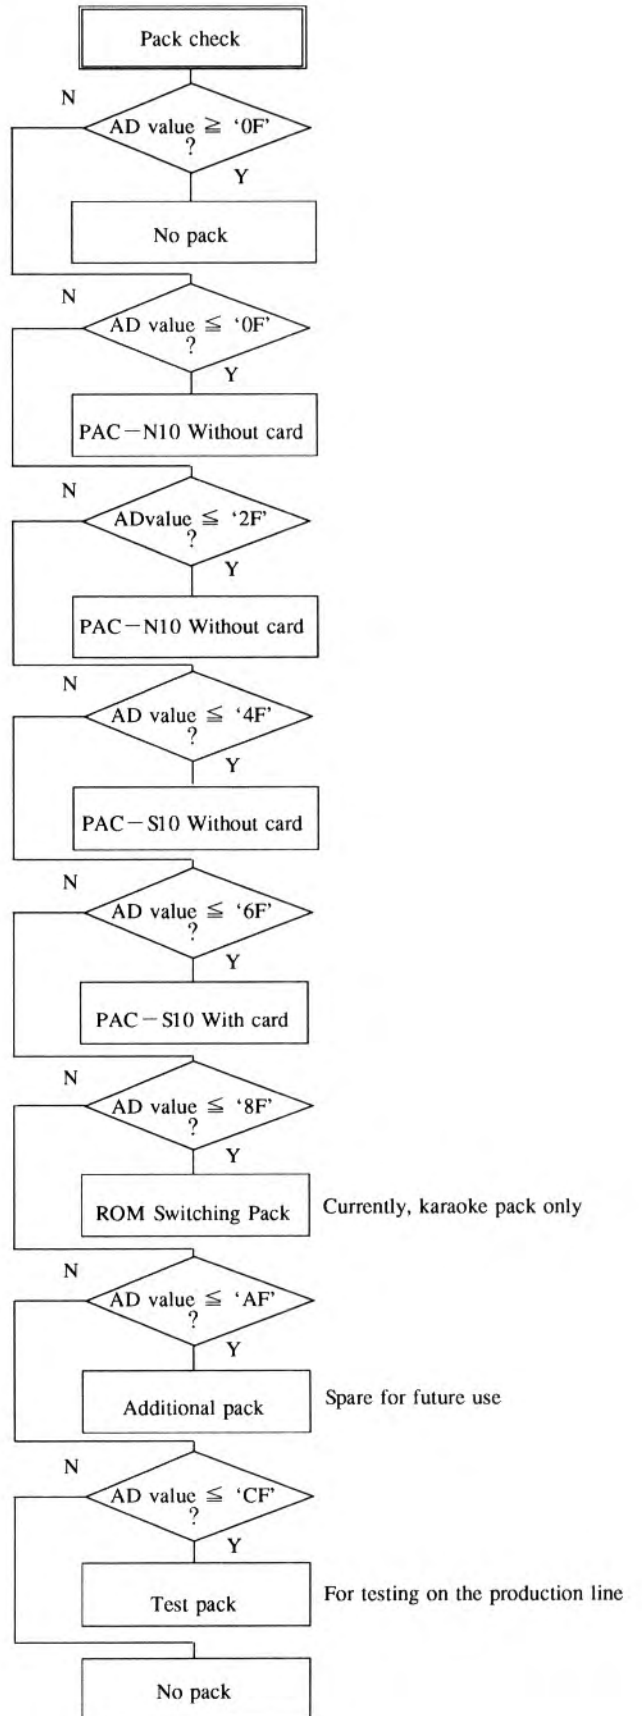 Pack check
N
AD value ≧ ‘0F’
?
Y
No pack
N
AD value ≦ ‘0F’
?
Y
PAC－N10 Without card
N
ADvalue ≦ ‘2F’
?
Y
PAC－N10 Without card
N
AD value ≦ ‘4F’
?
Y
PAC－S10 Without card
N
AD value ≦ ‘6F’
?
Y
PAC－S10 With card
N
AD value ≦ ‘8F’
?
Y
ROM Switching Pack Currently, karaoke pack only
N
AD value ≦ ‘AF’
?
Y
Additional pack Spare for future use
N
AD value ≦ ‘CF’
?
Y
Test pack For testing on the production line
No pack